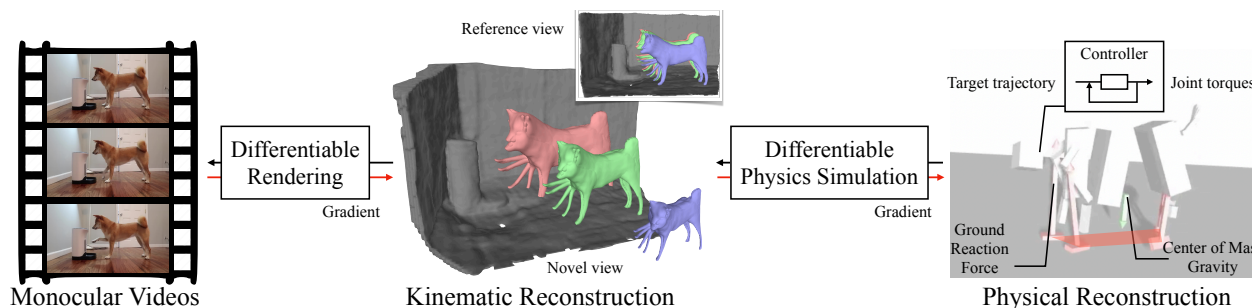 Reference view
Controller
Target trajectory
Joint torques
Differentiable
Rendering
Gradient
Differentiable
Physics Simulation
Gradient
Ground
Reaction
Force
Center of Mas
Gravity
Novel view
Monocular Videos
Kinematic Reconstruction
Physical Reconstruction